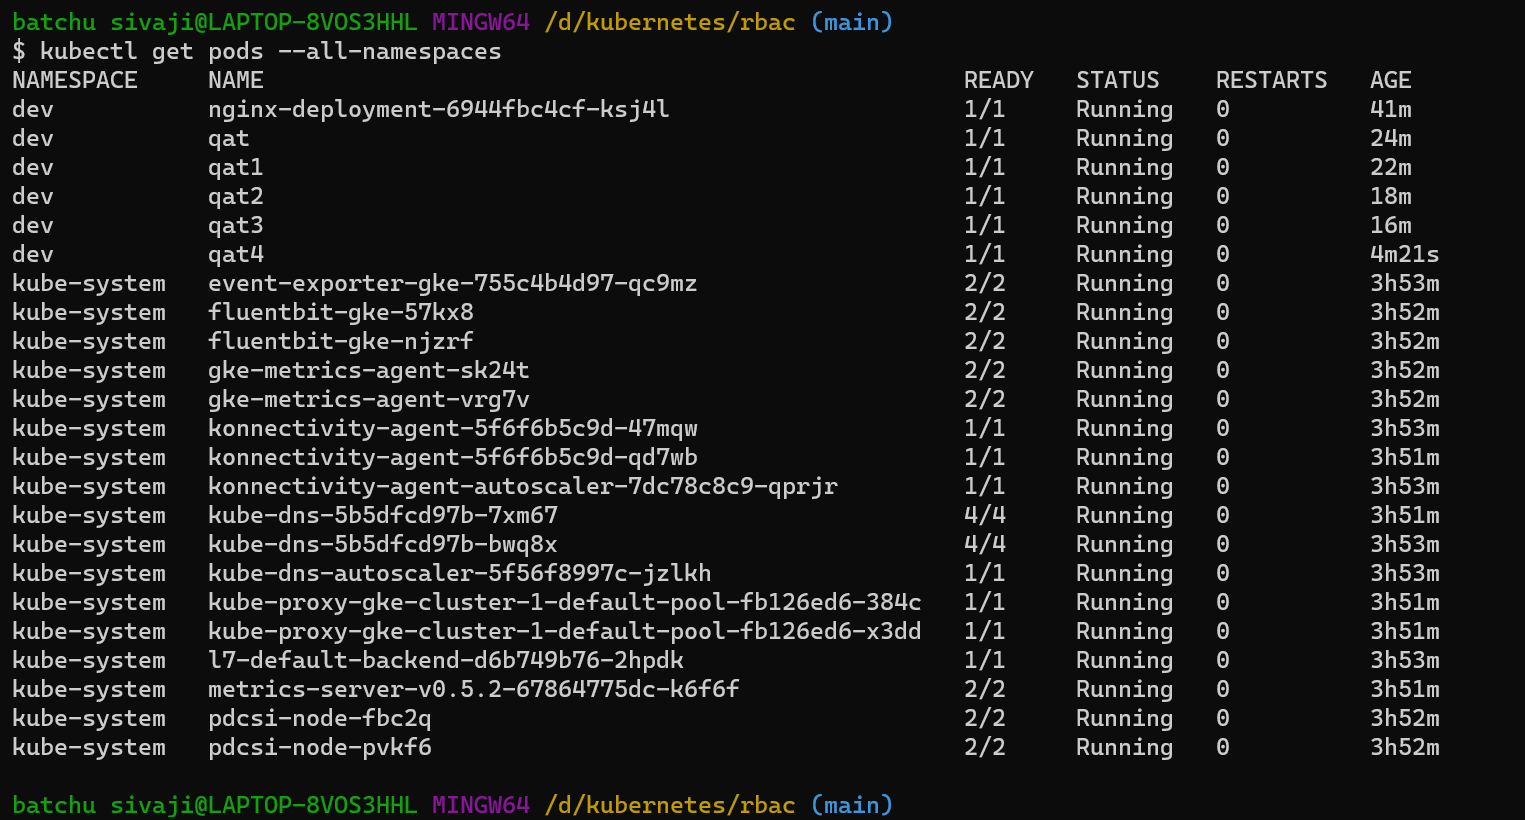 batchu sivaji@LAPTOP-8VOS3HHL MINGW64 /d/kubernetes/rbac (main)
$ kubectl get pods --all-namespaces
NAMESPACE     NAME                                                  READY   STATUS    RESTARTS   AGE
dev           nginx-deployment-6944fbc4cf-ksj4l                     1/1     Running   0          41m
dev           qat                                                   1/1     Running   0          24m
dev           qat1                                                  1/1     Running   0          22m
dev           qat2                                                  1/1     Running   0          18m
dev           qat3                                                  1/1     Running   0          16m
dev           qat4                                                  1/1     Running   0          4m21s
kube-system   event-exporter-gke-755c4b4d97-qc9mz                   2/2     Running   0          3h53m
kube-system   fluentbit-gke-57kx8                                   2/2     Running   0          3h52m
kube-system   fluentbit-gke-njzrf                                   2/2     Running   0          3h52m
kube-system   gke-metrics-agent-sk24t                               2/2     Running   0          3h52m
kube-system   gke-metrics-agent-vrg7v                               2/2     Running   0          3h52m
kube-system   konnectivity-agent-5f6f6b5c9d-47mqw                   1/1     Running   0          3h53m
kube-system   konnectivity-agent-5f6f6b5c9d-qd7wb                   1/1     Running   0          3h51m
kube-system   konnectivity-agent-autoscaler-7dc78c8c9-qprjr         1/1     Running   0          3h53m
kube-system   kube-dns-5b5dfcd97b-7xm67                             4/4     Running   0          3h51m
kube-system   kube-dns-5b5dfcd97b-bwq8x                             4/4     Running   0          3h53m
kube-system   kube-dns-autoscaler-5f56f8997c-jzlkh                  1/1     Running   0          3h53m
kube-system   kube-proxy-gke-cluster-1-default-pool-fb126ed6-384c   1/1     Running   0          3h51m
kube-system   kube-proxy-gke-cluster-1-default-pool-fb126ed6-x3dd   1/1     Running   0          3h51m
kube-system   l7-default-backend-d6b749b76-2hpdk                    1/1     Running   0          3h53m
kube-system   metrics-server-v0.5.2-67864775dc-k6f6f                2/2     Running   0          3h51m
kube-system   pdcsi-node-fbc2q                                      2/2     Running   0          3h52m
kube-system   pdcsi-node-pvkf6                                      2/2     Running   0          3h52m
batchu sivaji@LAPTOP-8VOS3HHL MINGW64 /d/kubernetes/rbac (main)